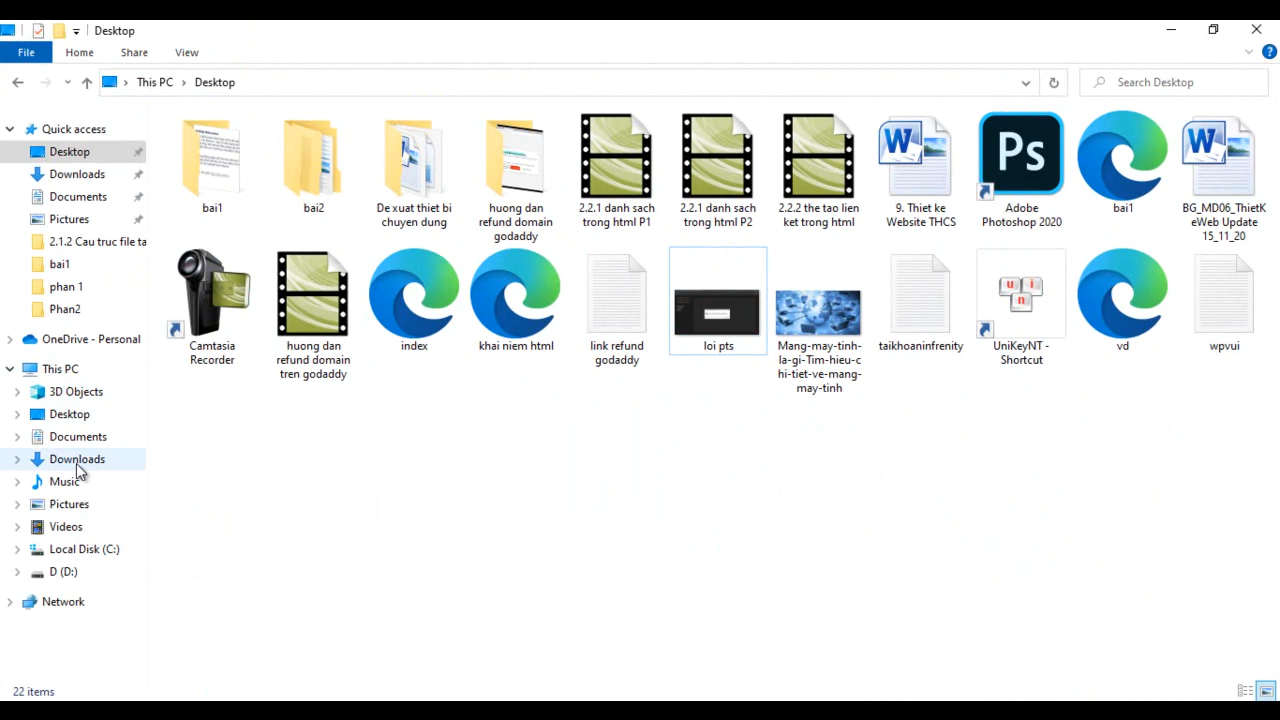 Desktop
File Home Share View
This PC Desktop Search Desktop
Quick access
Desktop
Downloads
Documents
Pictures
2.1.2 Cau truc file ta
bai1
phan 1
Phan2
OneDrive - Personal
This PC
3D Objects
Desktop
Documents
Downloads
Music
Pictures
Videos
Local Disk (C:)
D (D:)
Network
bai1
bai2
De xuat thiet bi
chuyen dung
huong dan
refund domain
godaddy
2.2.1 danh sach
trong html P1
2.2.1 danh sach
trong html P2
2.2.2 the tao lien
ket trong html
9. Thiet ke
Website THCS
Ps
Adobe
Photoshop 2020
bai1
BG_MD06_ThietK
eWeb Update
15_11_20
Camtasia
Recorder
huong dan
refund domain
tren godaddy
index
khai niem html
link refund
godaddy
loi pts
Mang-may-tinh-
la-gi-Tim-hieu-c
hi-tiet-ve-mang-
may-tinh
taikhoaninfrenity
u i
n
UniKeyNT -
Shortcut
vd
wpvui
22 items